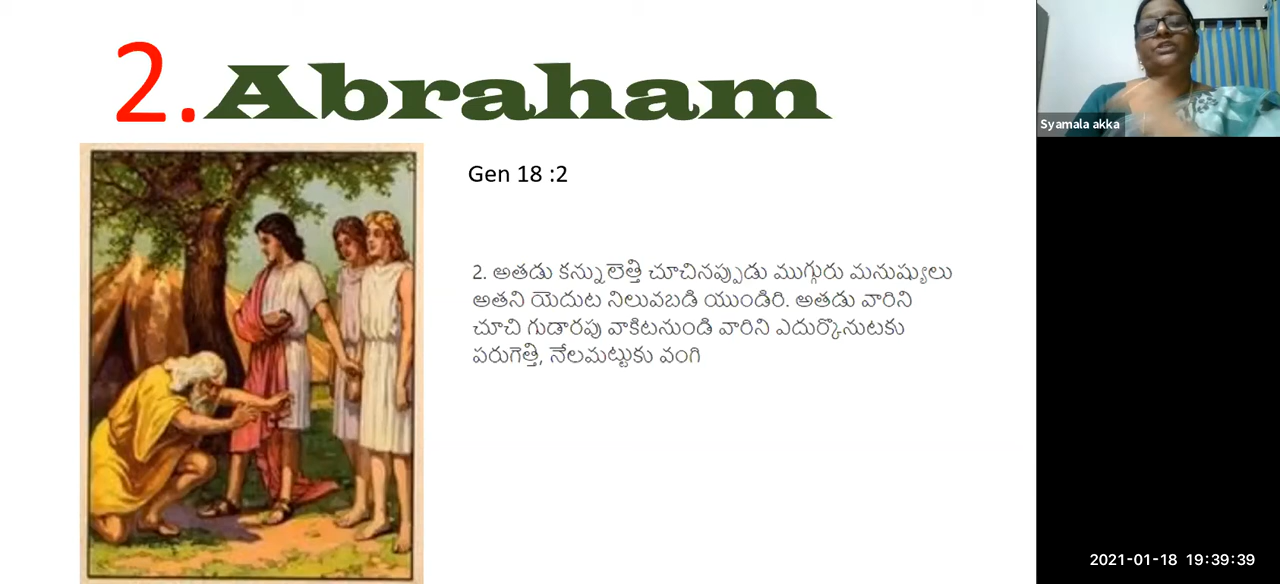 2.Abraham
Gen 18 :2
2. అతడు కన్నులెత్తి చూచినప్పుడు ముగ్గురు మనుష్యులు
అతని యెదుట నిలువబడి యుండిరి. అతడు వారిని
చూచి గుడారపు వాకిటనుండి వారిని ఎదుర్కొనుటకు
పరుగెత్తి, నేలమట్టుకు వంగి
Syamala akka
2021-01-18 19:39:39